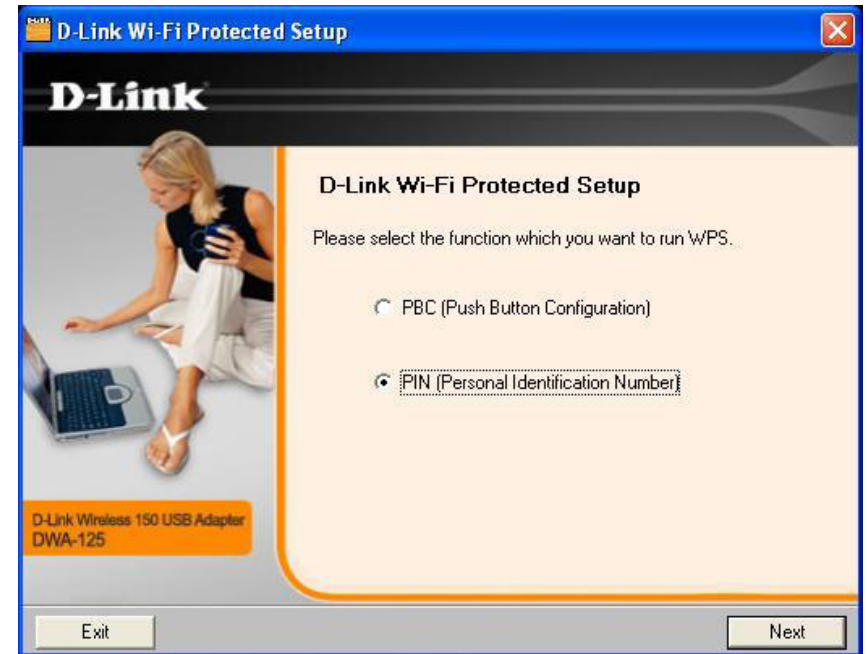 D-Link Wi-Fi Protected Setup
D-Link
D-Link Wi-Fi Protected Setup
Please select the function which you want to run WPS.
PBC (Push Button Configuration)
PIN (Personal Identification Number)
D-Link Wireless 150 USB Adapter
DWA-125
Exit
Next